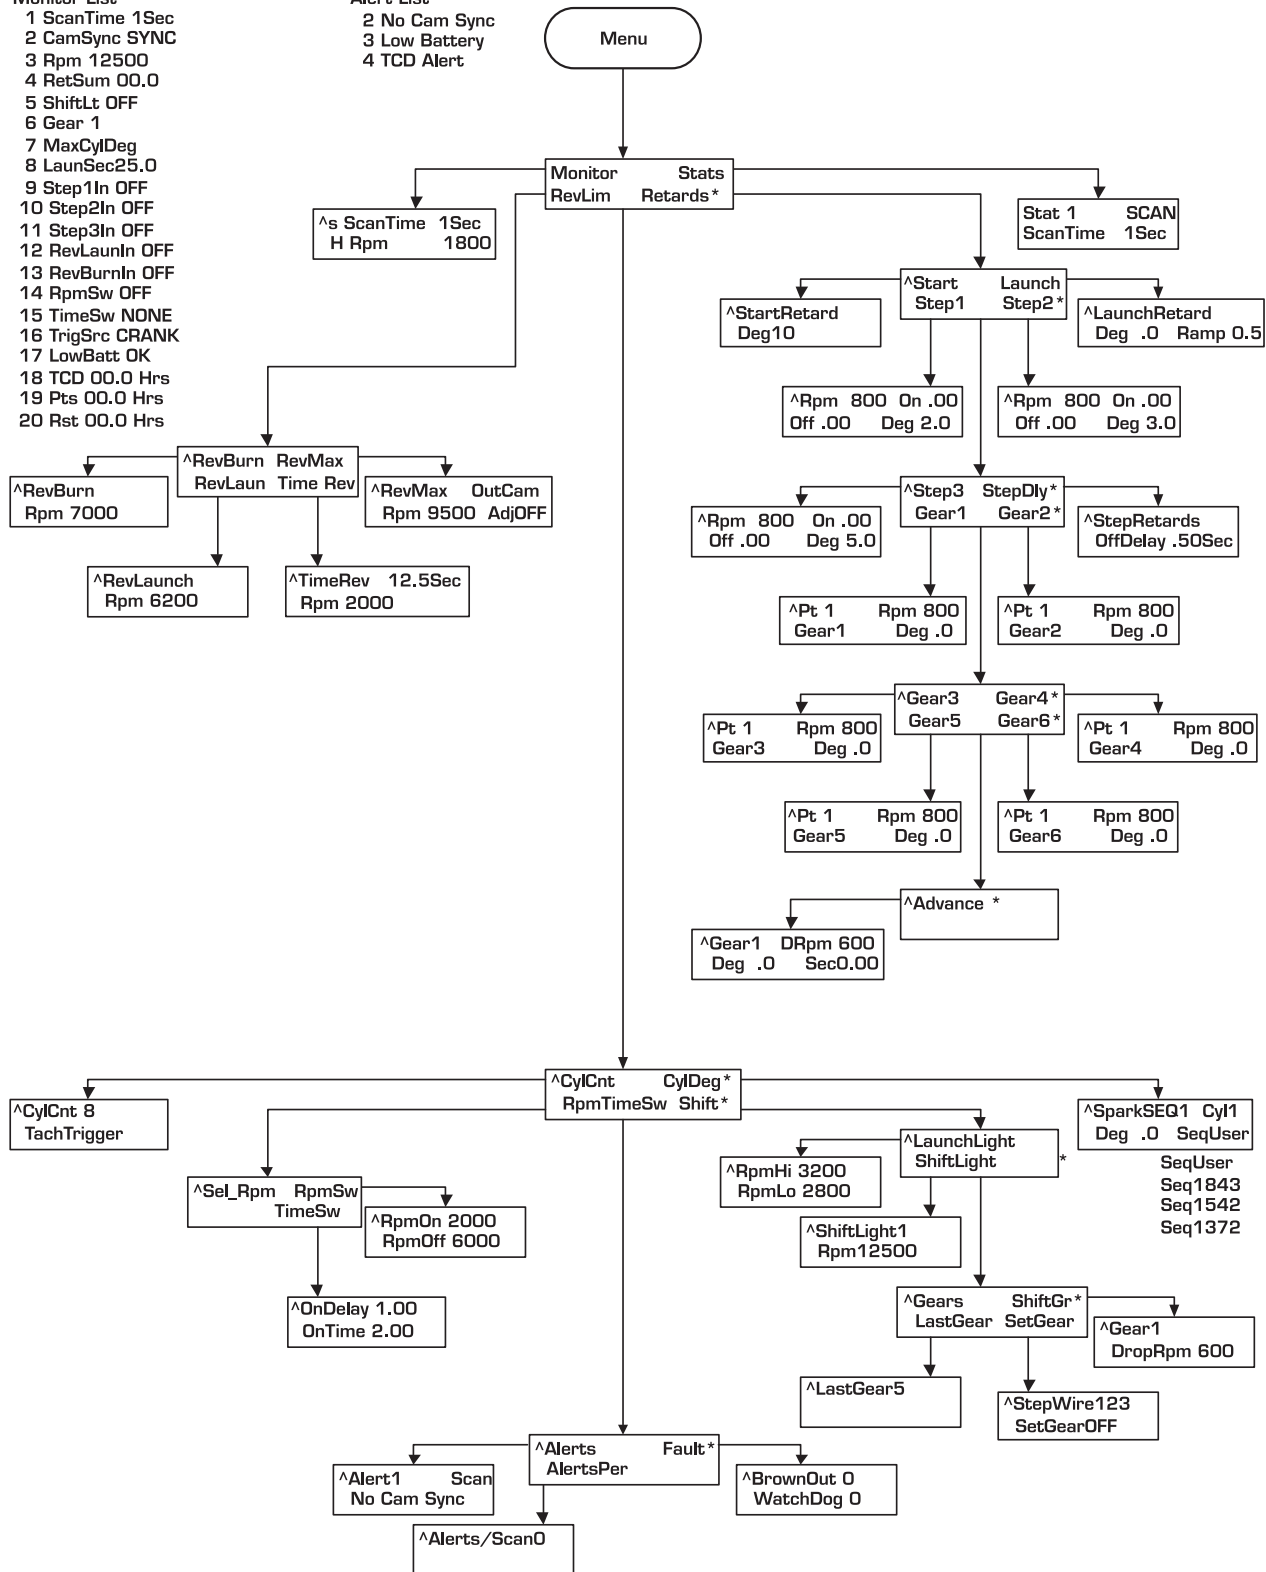 Monitor List
1 ScanTime 1Sec
2 CamSync SYNC
3 Rpm 12500
4 RetSum 00.0
5 ShiftLt OFF
6 Gear 1
7 MaxCylDeg
8 LaunSec25.0
9 Step1In OFF
10 Step2In OFF
11 Step3In OFF
12 RevLaunIn OFF
13 RevBurnIn OFF
14 RpmSw OFF
15 TimeSw NONE
16 TrigSrc CRANK
17 LowBatt OK
18 TCD 00.0 Hrs
19 Pts 00.0 Hrs
20 Rst 00.0 Hrs
Alert List
2 No Cam Sync
3 Low Battery
4 TCD Alert
Menu
Monitor Stats
RevLim Retards*
^s ScanTime 1Sec
H Rpm 1800
Stat 1 SCAN
ScanTime 1Sec
^Start Launch
Step1 Step2*
^StartRetard
Deg10
^LaunchRetard
Deg .0 Ramp 0.5
^Rpm 800 On .00
Off .00 Deg 2.0
^Rpm 800 On .00
Off .00 Deg 3.0
^RevBurn RevMax
RevLaun Time Rev
^RevBurn
Rpm 7000
^RevMax OutCam
Rpm 9500 AdjOFF
^RevLaunch
Rpm 6200
^TimeRev 12.5Sec
Rpm 2000
^Step3 StepDly*
Gear1 Gear2*
^Rpm 800 On .00
Off .00 Deg 5.0
^StepRetards
OffDelay .50Sec
^Pt 1 Rpm 800
Gear1 Deg .0
^Pt 1 Rpm 800
Gear2 Deg .0
^Gear3 Gear4*
Gear5 Gear6*
^Pt 1 Rpm 800
Gear3 Deg .0
^Pt 1 Rpm 800
Gear4 Deg .0
^Pt 1 Rpm 800
Gear5 Deg .0
^Pt 1 Rpm 800
Gear6 Deg .0
^Advance *
^Gear1 DRpm 600
Deg .0 Sec0.00
^CylCnt CylDeg*
RpmTimeSw Shift*
^CylCnt 8
TachTrigger
^SparkSEQ1 Cyl1
Deg .0 SeqUser
SeqUser
Seq1843
Seq1542
Seq1372
^LaunchLight
ShiftLight *
^RpmHi 3200
RpmLo 2800
^Sel_Rpm RpmSw
TimeSw
^RpmOn 2000
RpmOff 6000
^ShiftLight1
Rpm12500
^OnDelay 1.00
OnTime 2.00
^Gears ShiftGr*
LastGear SetGear
^Gear1
DropRpm 600
^LastGear5
^StepWire123
SetGearOFF
^Alerts Fault*
AlertsPer
^Alert1 Scan
No Cam Sync
^BrownOut 0
WatchDog 0
^Alerts/Scan0